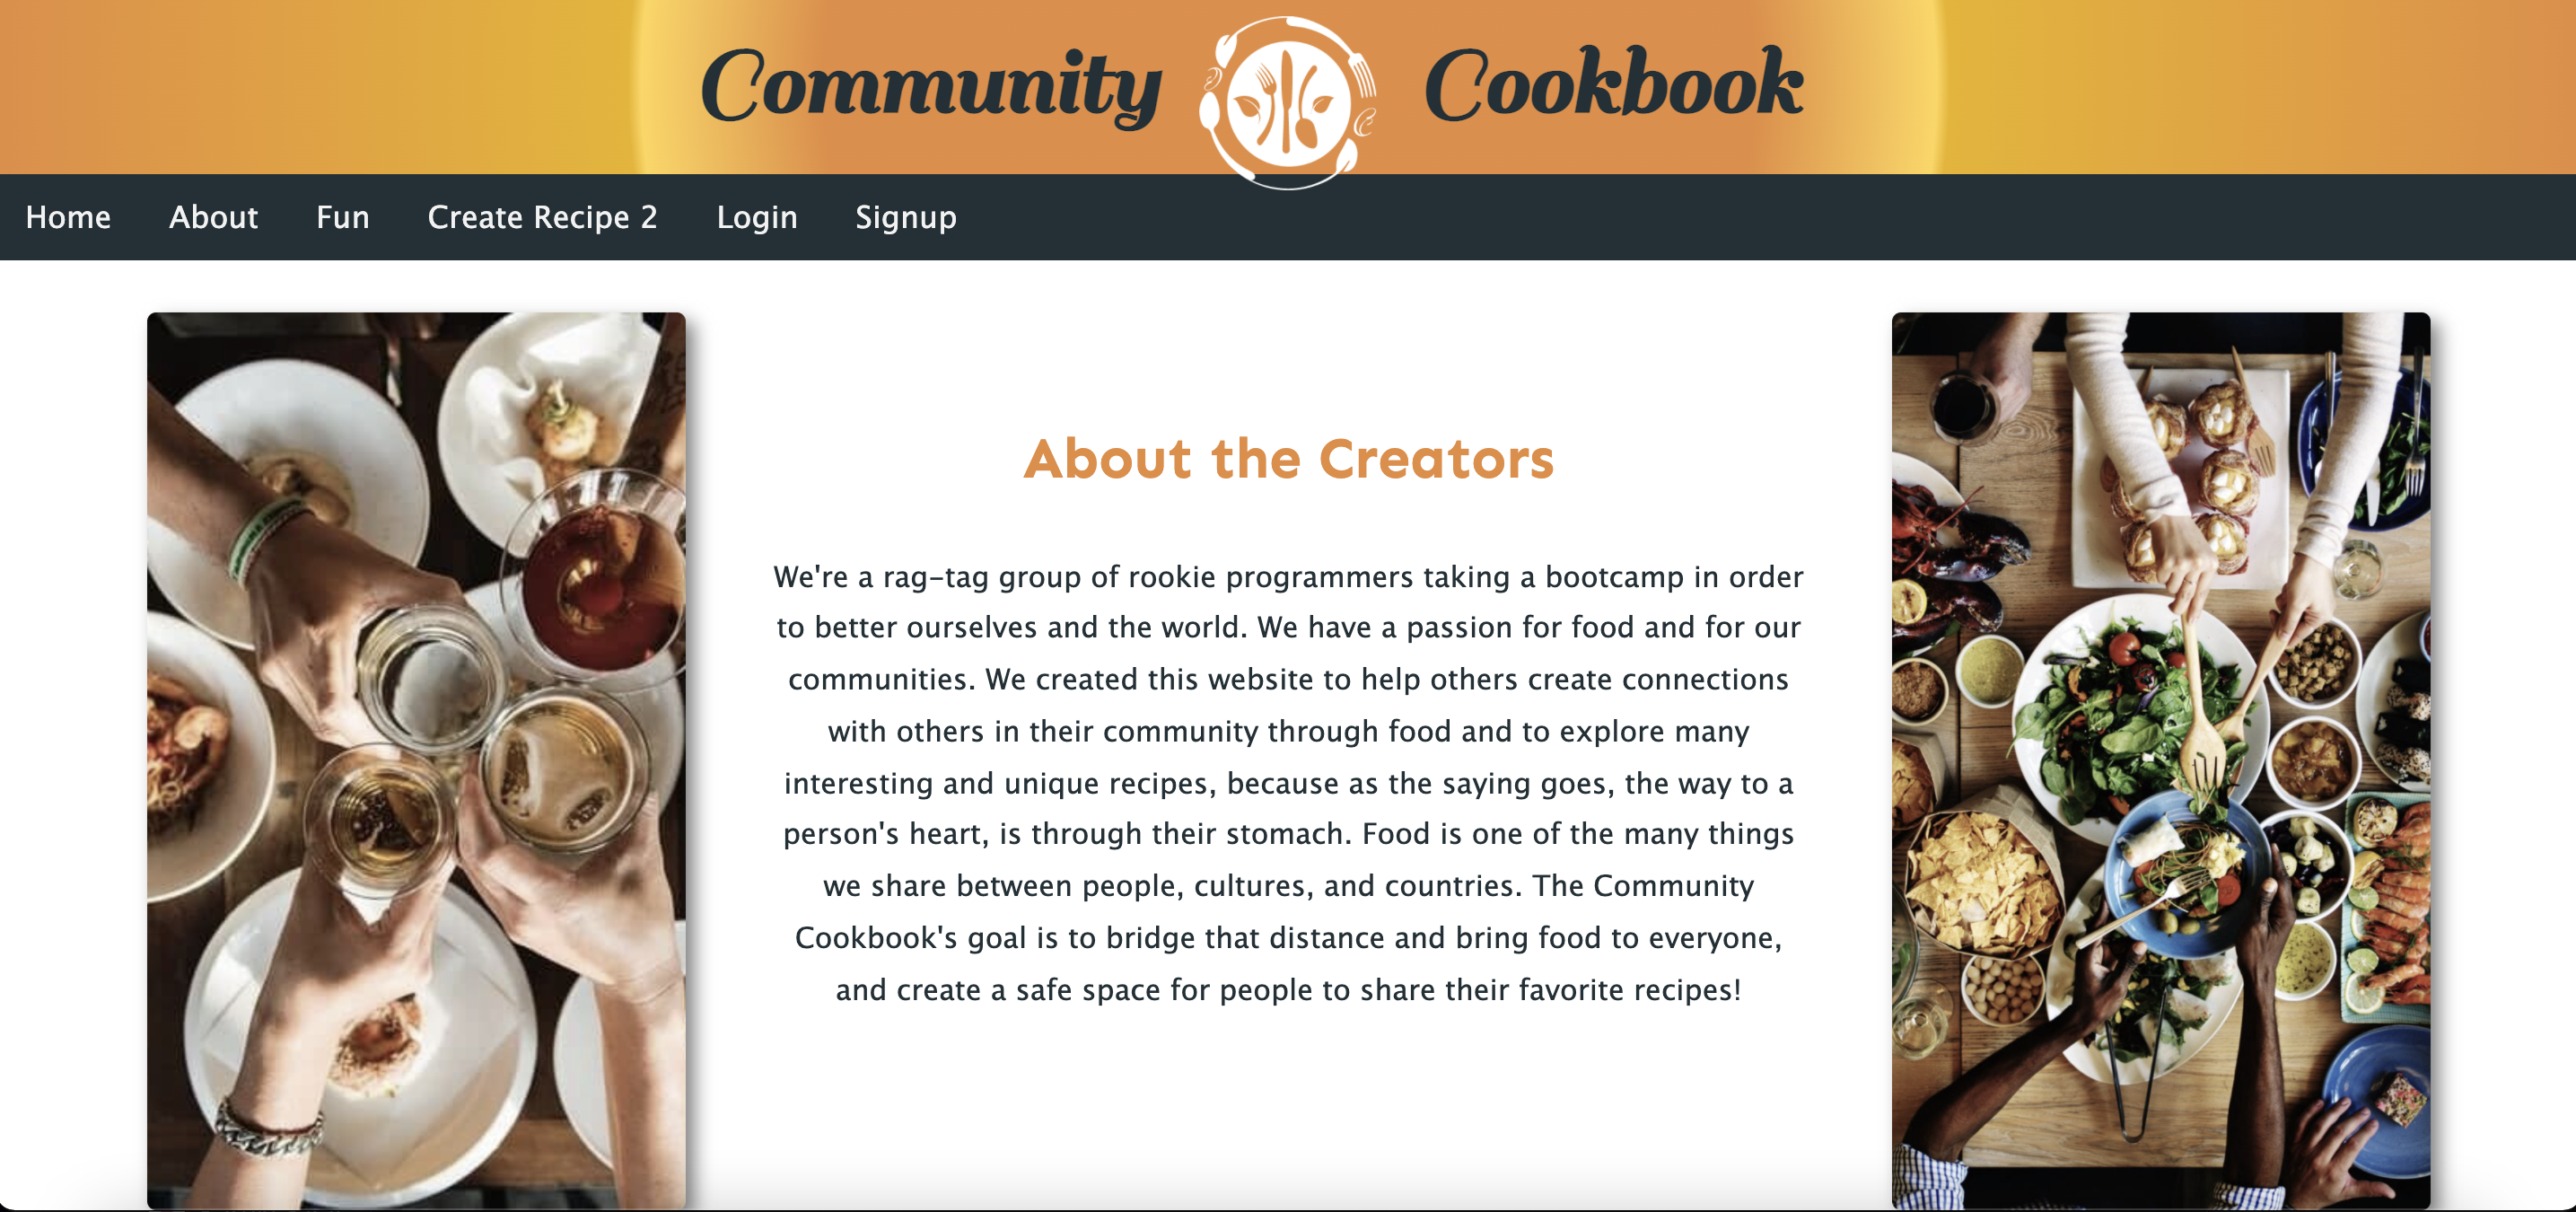 Community Cookbook
Home About Fun Create Recipe 2 Login Signup
About the Creators
We're a rag-tag group of rookie programmers taking a bootcamp in order
to better ourselves and the world. We have a passion for food and for our
communities. We created this website to help others create connections
with others in their community through food and to explore many
interesting and unique recipes, because as the saying goes, the way to a
person's heart, is through their stomach. Food is one of the many things
we share between people, cultures, and countries. The Community
Cookbook's goal is to bridge that distance and bring food to everyone,
and create a safe space for people to share their favorite recipes!